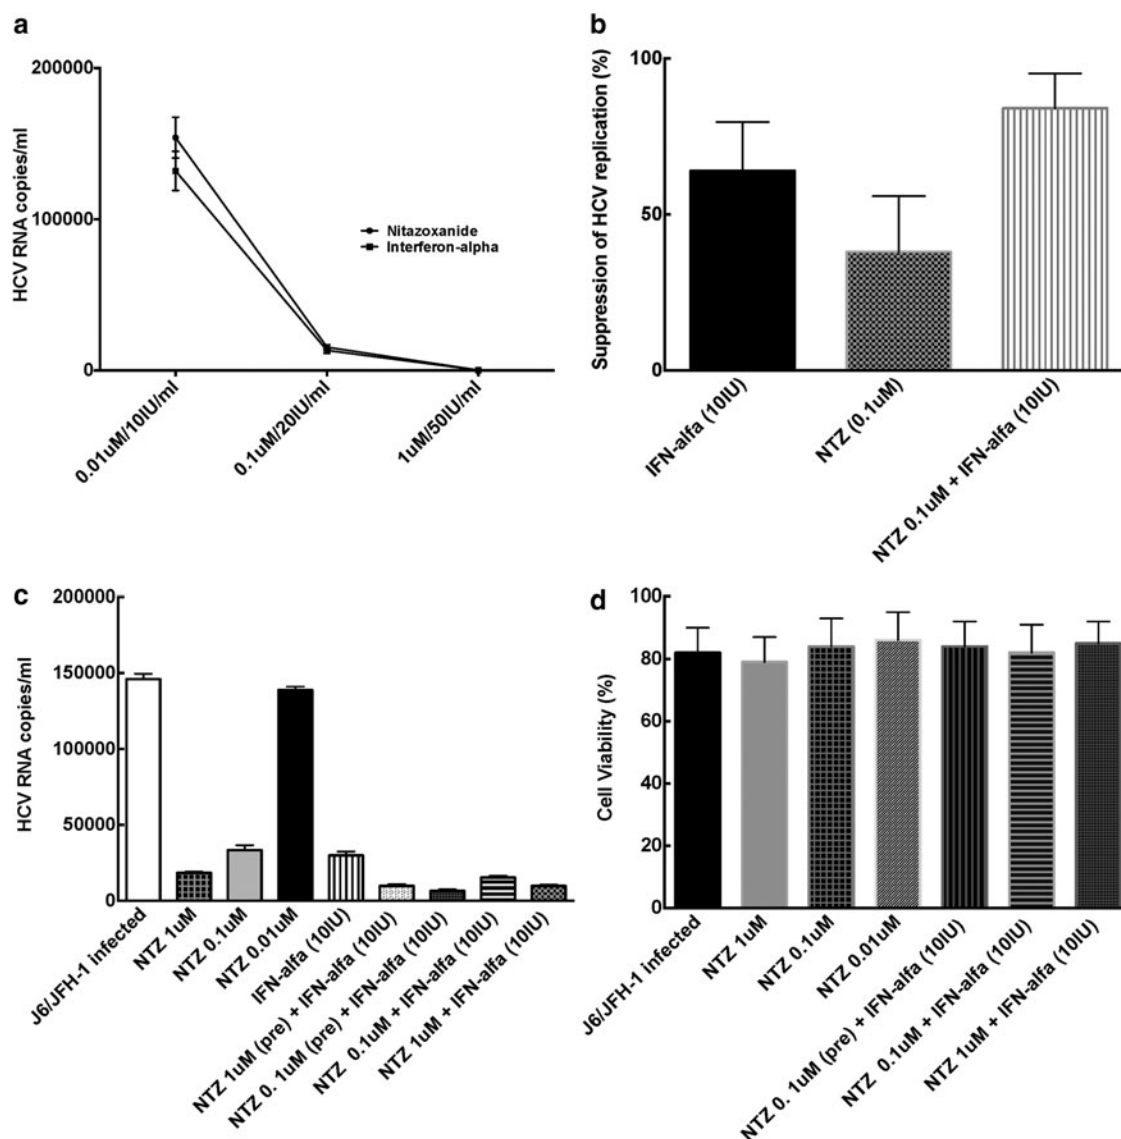 a
HCV RNA copies/ml
200000
100000
0
Nitazoxanide
Interferon-alpha
0.01uM/10IU/ml
0.1uM/20IU/ml
1uM/50IU/ml
b
Suppression of HCV replication (%)
100
50
0
IFN-alfa (10IU)
NTZ (0.1uM)
NTZ 0.1uM + IFN-alfa (10IU)
c
HCV RNA copies/ml
200000
150000
100000
50000
0
J6/JFH-1 infected
NTZ 1uM
NTZ 0.1uM
NTZ 0.01uM
IFN-alfa (10IU)
NTZ 1uM (pre) + IFN-alfa (10IU)
NTZ 0. 1uM (pre) + IFN-alfa (10IU)
NTZ 0.1uM + IFN-alfa (10IU)
NTZ 1uM + IFN-alfa (10IU)
d
Cell Viability (%)
100
80
60
40
20
0
J6/JFH-1 infected
NTZ 1uM
NTZ 0.1uM
NTZ 0.01uM
NTZ 0. 1uM (pre) + IFN-alfa (10IU)
NTZ 0.1uM + IFN-alfa (10IU)
NTZ 1uM + IFN-alfa (10IU)